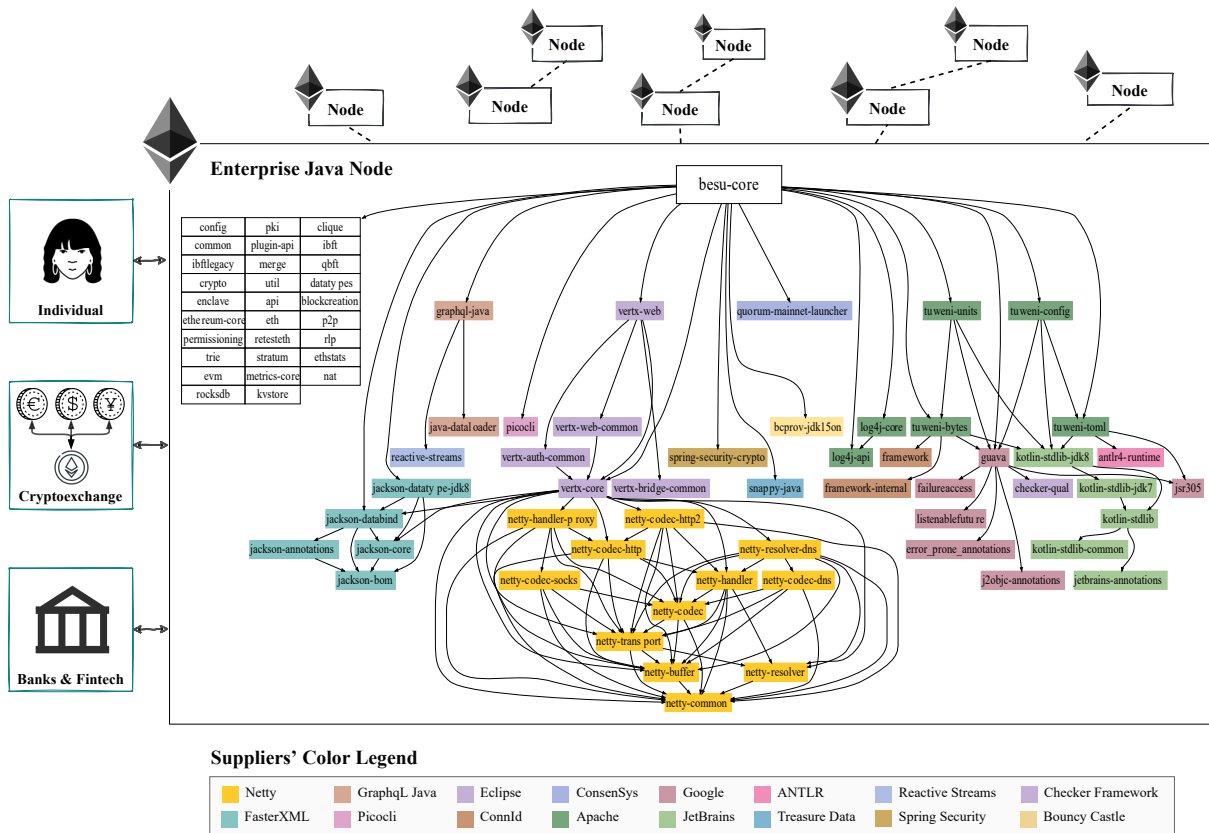 Node
Node
Node
Node
Node
Node
Node
Node
Enterprise Java Node
besu-core
config pki clique
common plugin-api ibft
ibftlegacy merge qbft
crypto util dataty pes
enclave api blockcreation
ethereum-core eth p2p
permissioning retesteth rlp
trie stratum ethstats
evm metrics-core nat
rocksdb kvstore
Individual
Cryptoexchange
Banks & Fintech
€ $ ¥
graphql-java vertx-web quorum-mainnet-launcher tuweni-units tuweni-config
java-dataloader picocli vertx-web-common bcprov-jdk15on log4j-core tuweni-bytes tuweni-toml
reactive-streams vertx-auth-common spring-security-crypto log4j-api framework guava kotlin-stdlib-jdk8 antlr4-runtime
jackson-dataty pe-jdk8 vertx-core vertx-bridge-common snappy-java framework-internal failureaccess checker-qual kotlin-stdlib-jdk7 jsr305
jackson-databind netty-handler-p roxy netty-codec-http2 listenablefutu re kotlin-stdlib
jackson-annotations jackson-core netty-codec-http netty-resolver-dns error_prone_annotations kotlin-stdlib-common
jackson-bom netty-codec-socks netty-handler netty-codec-dns j2objc-annotations jetbrains-annotations
netty-codec
netty-trans port
netty-buffer netty-resolver
netty-common
Suppliers' Color Legend
Netty GraphqL Java Eclipse ConsenSys Google ANTLR Reactive Streams Checker Framework
FasterXML Picocli ConnId Apache JetBrains Treasure Data Spring Security Bouncy Castle